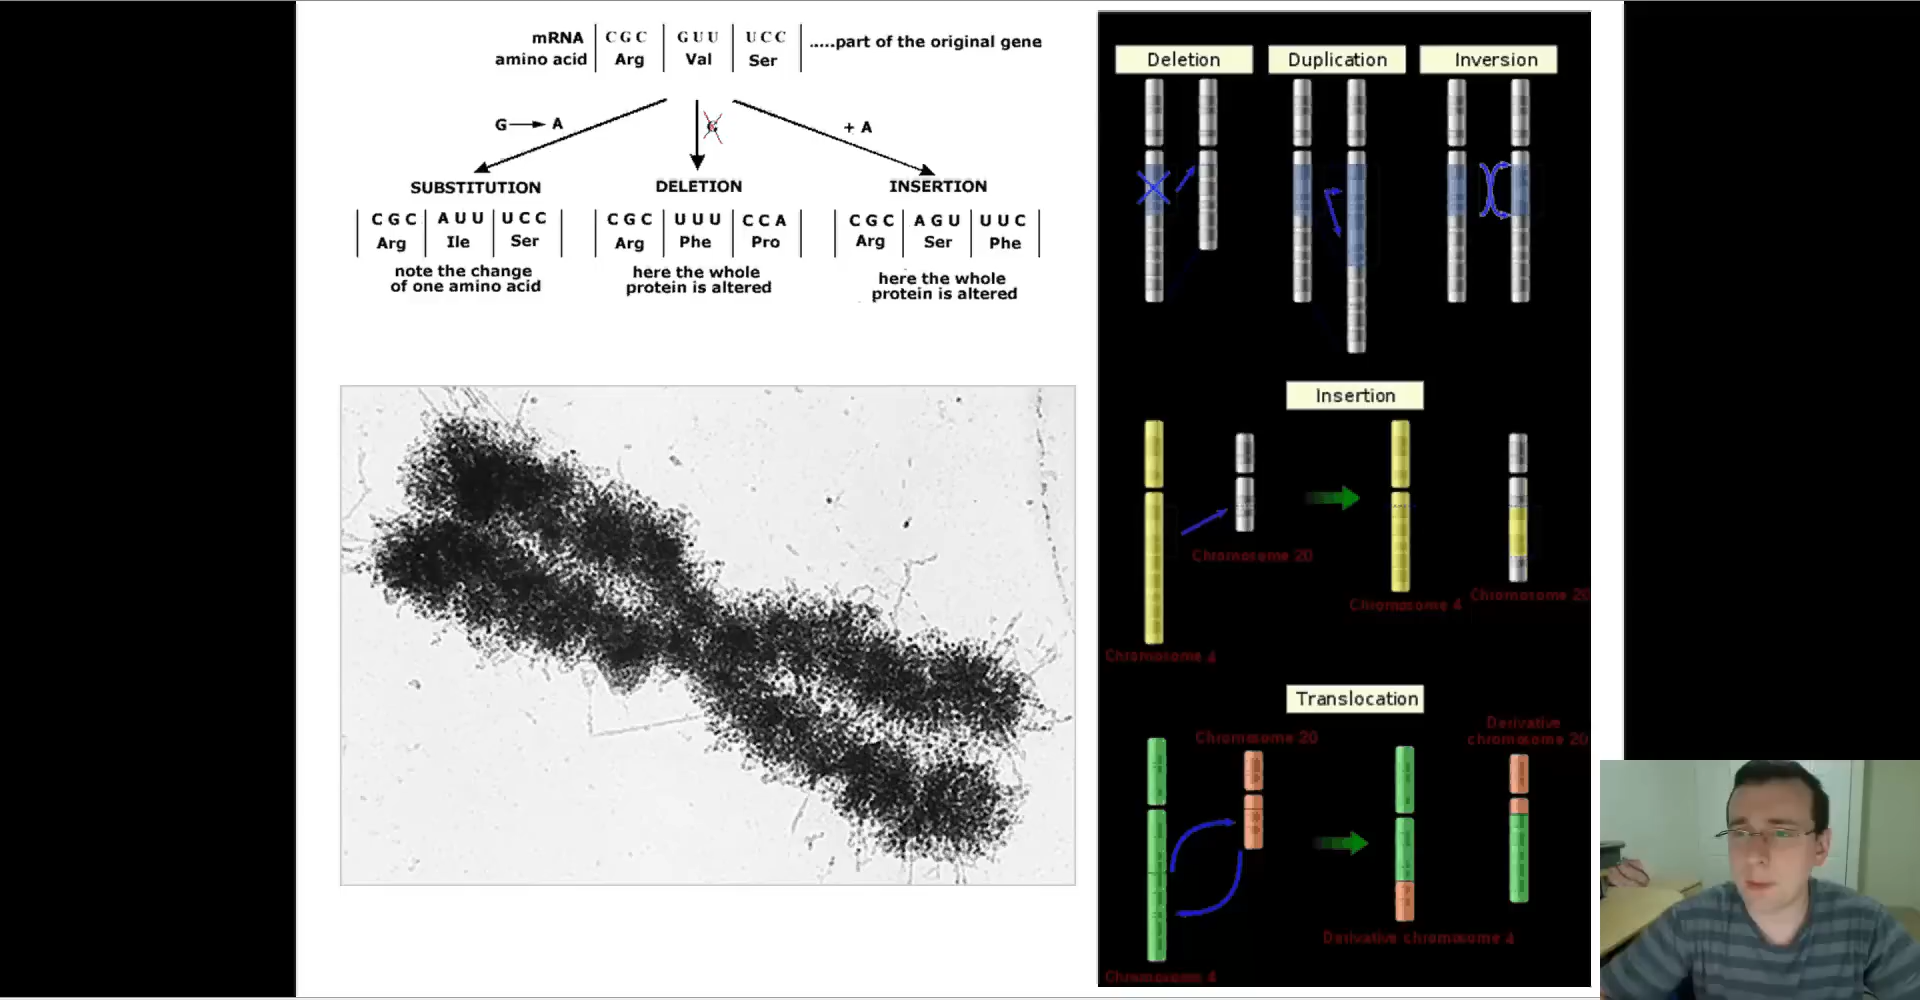 mRNA CGC GUU UCC .....part of the original gene
amino acid Arg Val Ser
G → A G + A
SUBSTITUTION DELETION INSERTION
CGC AUU UCC CGC UUU CCA CGC AGU UUC
Arg Ile Ser Arg Phe Pro Arg Ser Phe
note the change
of one amino acid
here the whole
protein is altered
here the whole
protein is altered
Deletion Duplication Inversion
Insertion
Chromosome 20
Chromosome 4
Chromosome 4
Chromosome 20
Translocation
Chromosome 20
Derivative
chromosome 20
Derivative chromosome 4
Chromosome 4